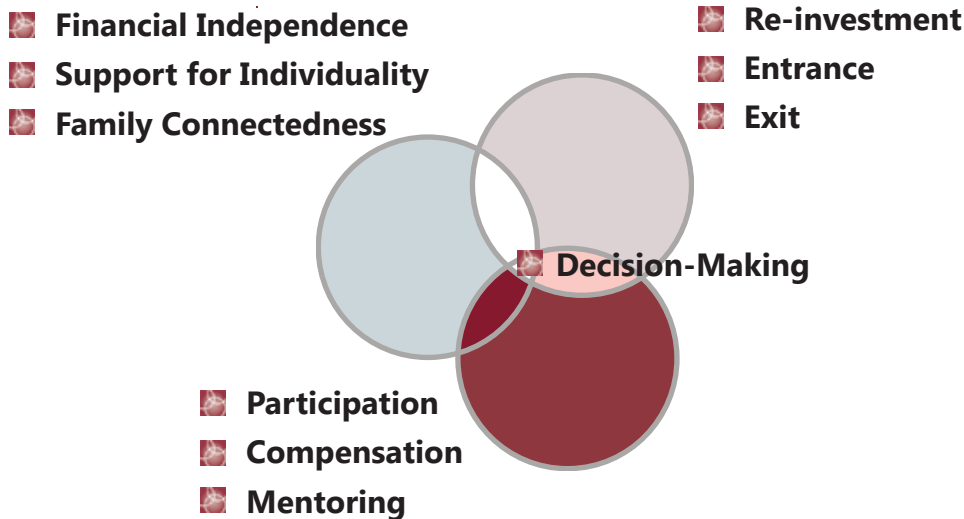 Financial Independence
Support for Individuality
Family Connectedness
Re-investment
Entrance
Exit
Decision-Making
Participation
Compensation
Mentoring